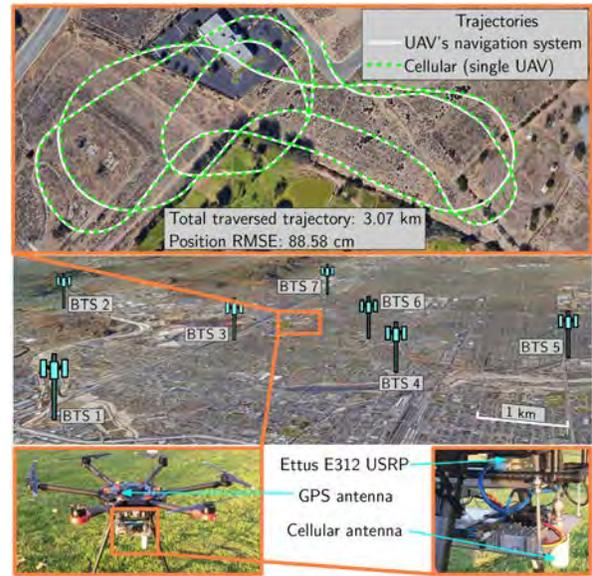 Trajectories
UAV's navigation system
Cellular (single UAV)
Total traversed trajectory: 3.07 km
Position RMSE: 88.58 cm
BTS 7
BTS 2
BTS 6
BTS 3
BTS 5
BTS 4
BTS 1
1 km
Ettus E312 USRP
GPS antenna
Cellular antenna